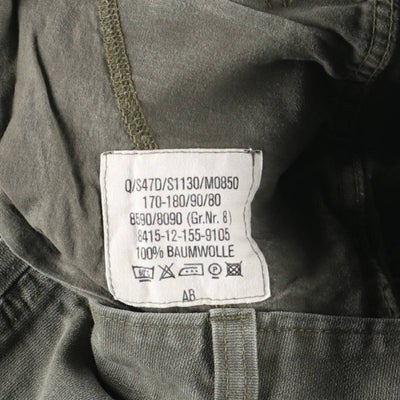 Q/S47D/S1130/M0850
170-180/90/80
8590/8090 (Gr.Nr. 8)
8415-12-155-9105
100% BAUMWOLLE
AB